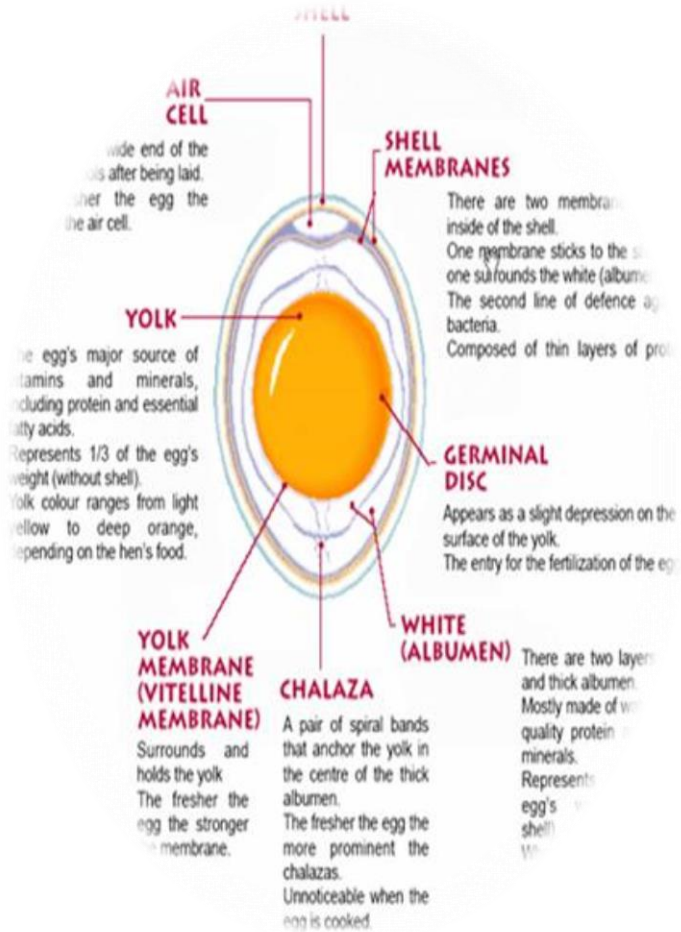 SHELL
AIR
CELL
wide end of the
after being laid.
the egg the
the air cell.
SHELL
MEMBRANES
There are two
inside of the shell.
One membrane sticks to the
one surrounds the white
The second line of defence
bacteria.
Composed of thin layers of
YOLK
egg's major source of
and minerals,
protein and essential
acids.
Represents 1/3 of the egg's
(without shell).
colour ranges from light
to deep orange,
on the hen's food.
GERMINAL
DISC
Appears as a slight depression on the
surface of the yolk.
The entry for the fertilization of the
WHITE
(ALBUMEN)
There are two
and thick albumen.
Mostly made of
quality protein
minerals.
Represents
egg's
YOLK
MEMBRANE
(VITELLINE
MEMBRANE)
Surrounds and
holds the yolk
The fresher the
egg the stronger
membrane.
CHALAZA
A pair of spiral bands
that anchor the yolk in
the centre of the thick
albumen.
The fresher the egg the
more prominent the
chalazas.
Unnoticeable when the
egg is cooked.